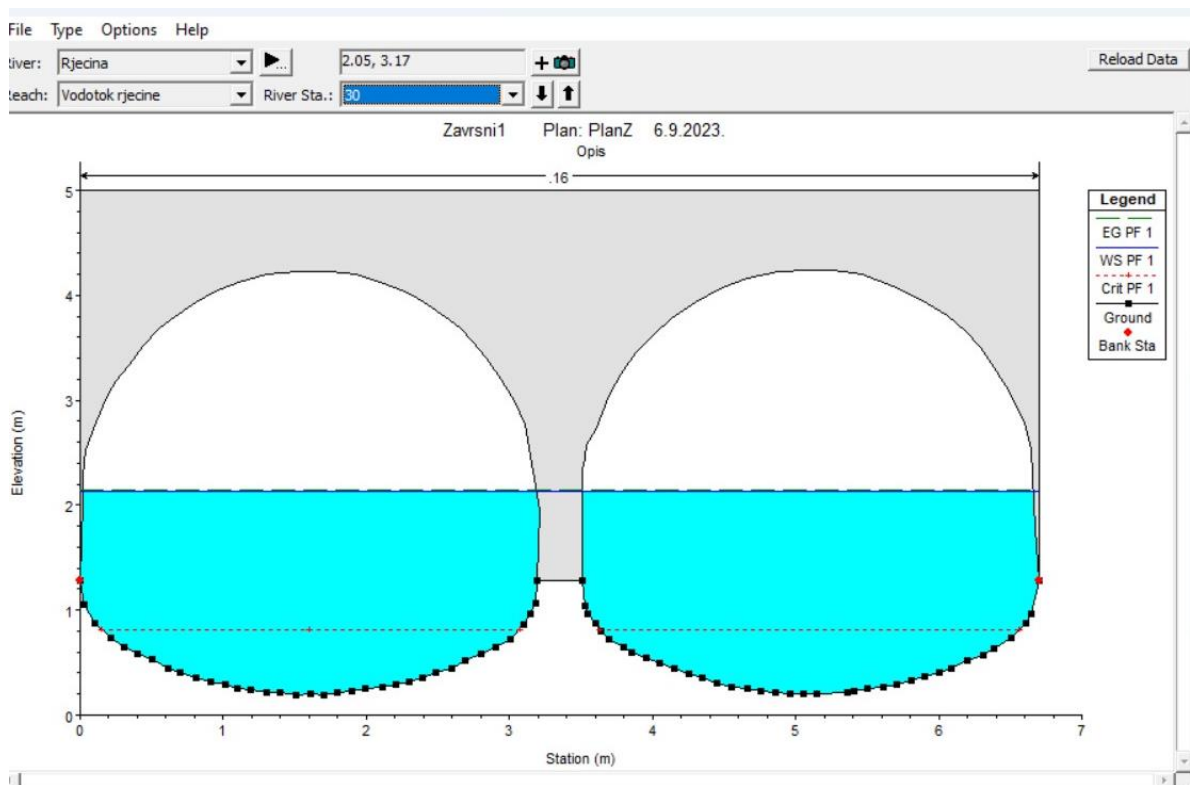 File Type Options Help
River: Rjecina 2.05, 3.17 Reload Data
Reach: Vodotok rjecine River Sta.: 30
Zavrsni1 Plan: PlanZ 6.9.2023.
Opis
.16
Legend
EG PF 1
WS PF 1
Crit PF 1
Ground
Bank Sta
5
4
3
2
1
0
Elevation (m)
0 1 2 3 4 5 6 7
Station (m)